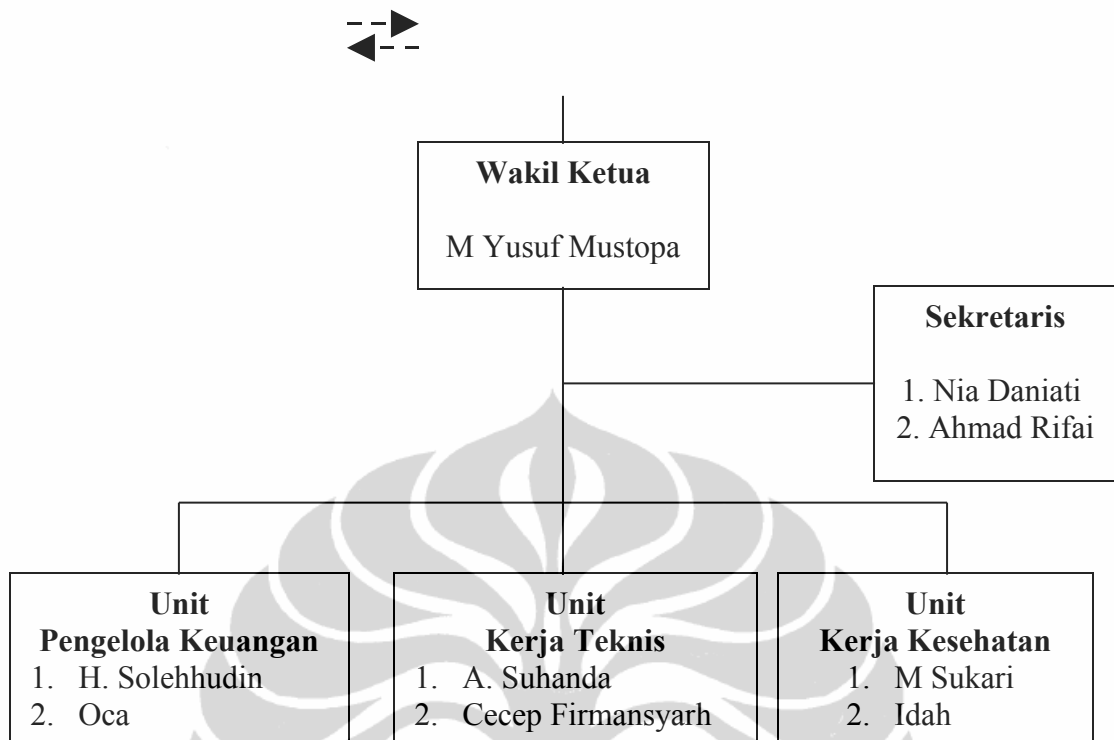 Wakil Ketua
M Yusuf Mustopa
Sekretaris
1. Nia Daniati
2. Ahmad Rifai
Unit
Pengelola Keuangan
1. H. Solehhudin
2. Oca
Unit
Kerja Teknis
1. A. Suhanda
2. Cecep Firmansyarh
Unit
Kerja Kesehatan
1. M Sukari
2. Idah